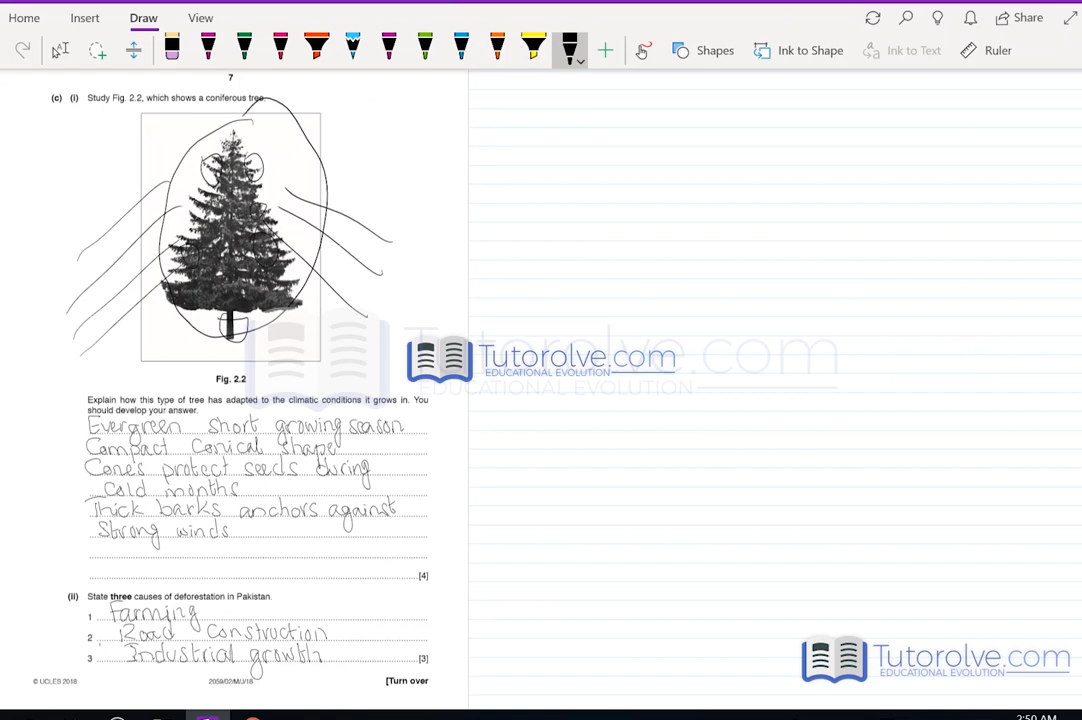 Home Insert Draw View
Share
Shapes Ink to Shape Ink to Text Ruler
7
(c) (i) Study Fig. 2.2, which shows a coniferous tree.
Fig. 2.2
Tutorolve.com
EDUCATIONAL EVOLUTION
Tutorolve.com
EDUCATIONAL EVOLUTION
Explain how this type of tree has adapted to the climatic conditions it grows in. You
should develop your answer.
Evergreen short growing season
Compact Conical shape
Cone's protect seeds during
Cold months
Thick barks anchors against
Strong winds
[4]
(ii) State three causes of deforestation in Pakistan.
1 Farming
2 Road Construction
3 Industrial growth [3]
© UCLES 2018 2059/02/M/J/18 [Turn over
Tutorolve.com
EDUCATIONAL EVOLUTION
2:50 AM